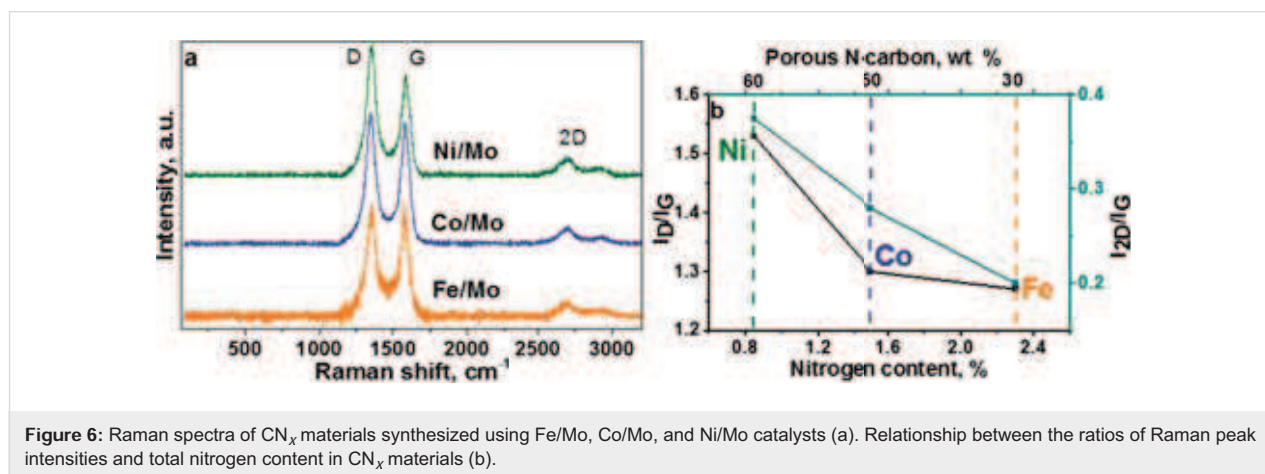 a
D
G
2D
Ni/Mo
Co/Mo
Fe/Mo
Intensity, a.u.
500 1000 1500 2000 2500 3000
Raman shift, cm⁻¹
Porous N-carbon, wt %
60 50 30
b
1.6
1.5
1.4
1.3
1.2
I_D/I_G
Ni
Co
Fe
0.4
0.3
0.2
I_2D/I_G
0.8 1.2 1.6 2.0 2.4
Nitrogen content, %
Figure 6: Raman spectra of CNₓ materials synthesized using Fe/Mo, Co/Mo, and Ni/Mo catalysts (a). Relationship between the ratios of Raman peak
intensities and total nitrogen content in CNₓ materials (b).